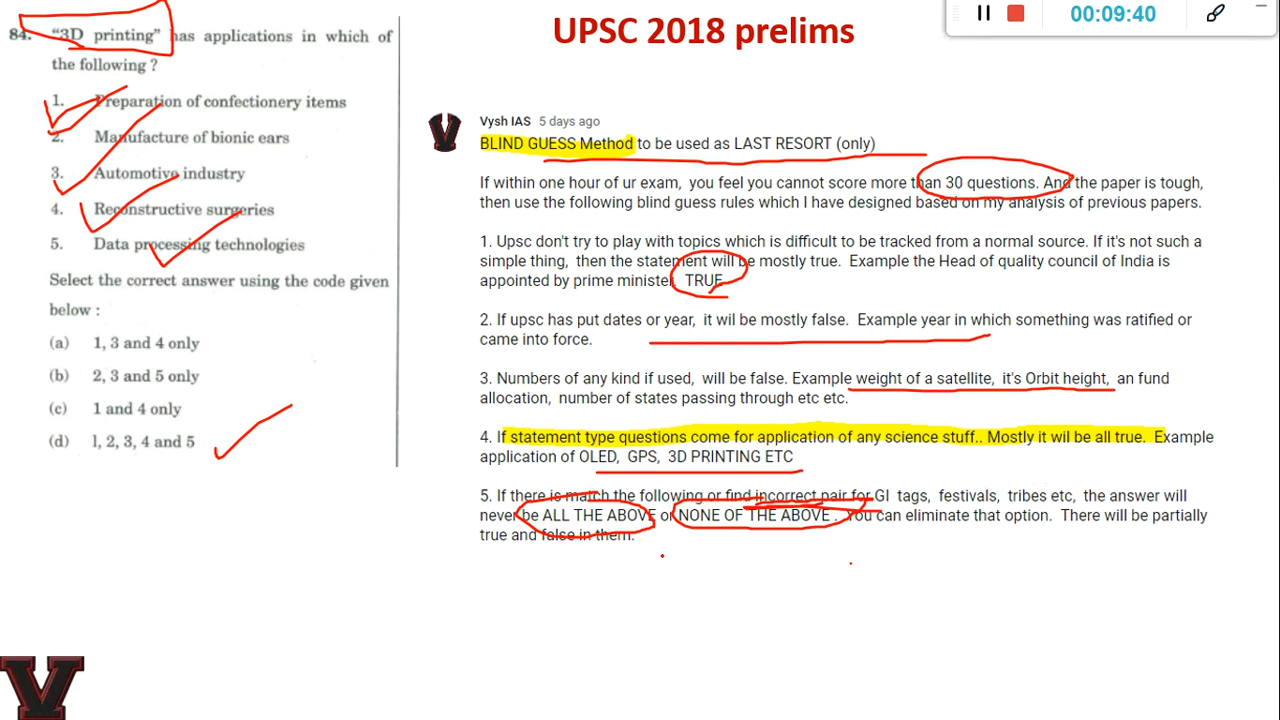 UPSC 2018 prelims
00:09:40
84. "3D printing" has applications in which of
the following ?
1. Preparation of confectionery items
2. Manufacture of bionic ears
3. Automotive industry
4. Reconstructive surgeries
5. Data processing technologies
Select the correct answer using the code given
below :
(a) 1, 3 and 4 only
(b) 2, 3 and 5 only
(c) 1 and 4 only
(d) 1, 2, 3, 4 and 5
Vysh IAS 5 days ago
BLIND GUESS Method to be used as LAST RESORT (only)
If within one hour of ur exam, you feel you cannot score more than 30 questions. And the paper is tough,
then use the following blind guess rules which I have designed based on my analysis of previous papers.
1. Upsc don't try to play with topics which is difficult to be tracked from a normal source. If it's not such a
simple thing, then the statement will be mostly true. Example the Head of quality council of India is
appointed by prime minister. TRUE
2. If upsc has put dates or year, it wil be mostly false. Example year in which something was ratified or
came into force.
3. Numbers of any kind if used, will be false. Example weight of a satellite, it's Orbit height, an fund
allocation, number of states passing through etc etc.
4. If statement type questions come for application of any science stuff.. Mostly it wil be all true. Example
application of OLED, GPS, 3D PRINTING ETC
5. If there is match the following or find incorrect pair for GI tags, festivals, tribes etc, the answer will
never be ALL THE ABOVE or NONE OF THE ABOVE . You can eliminate that option. There will be partially
true and false in them.
V